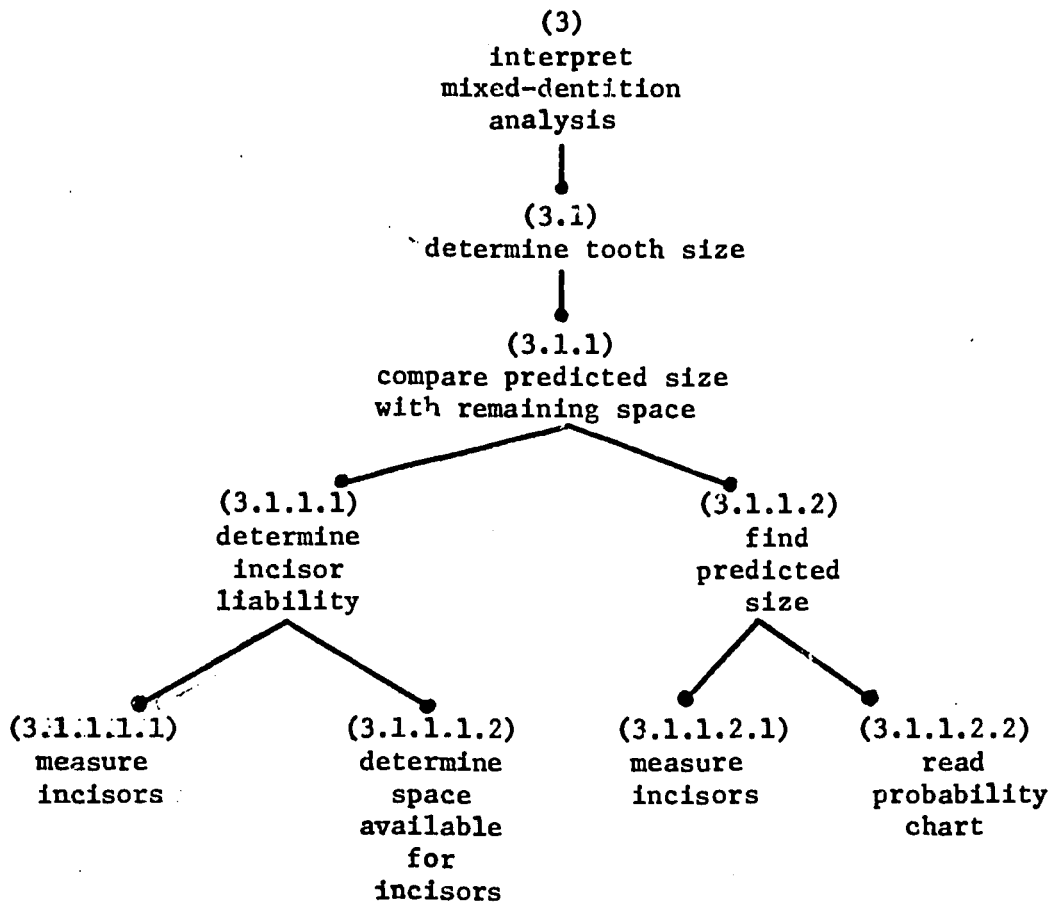 (3)
interpret
mixed-dentition
analysis
(3.1)
determine tooth size
(3.1.1)
compare predicted size
with remaining space
(3.1.1.1)
determine
incisor
liability
(3.1.1.2)
find
predicted
size
(3.1.1.1.1)
measure
incisors
(3.1.1.1.2)
determine
space
available
for
incisors
(3.1.1.2.1)
measure
incisors
(3.1.1.2.2)
read
probability
chart